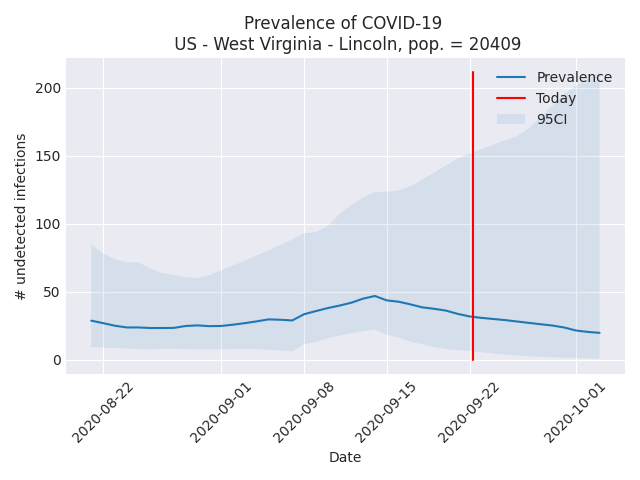 Prevalence of COVID-19
US - West Virginia - Lincoln, pop. = 20409
Prevalence
Today
95CI
200
150
100
50
0
# undetected infections
2020-08-22
2020-09-01
2020-09-08
2020-09-15
2020-09-22
2020-10-01
Date